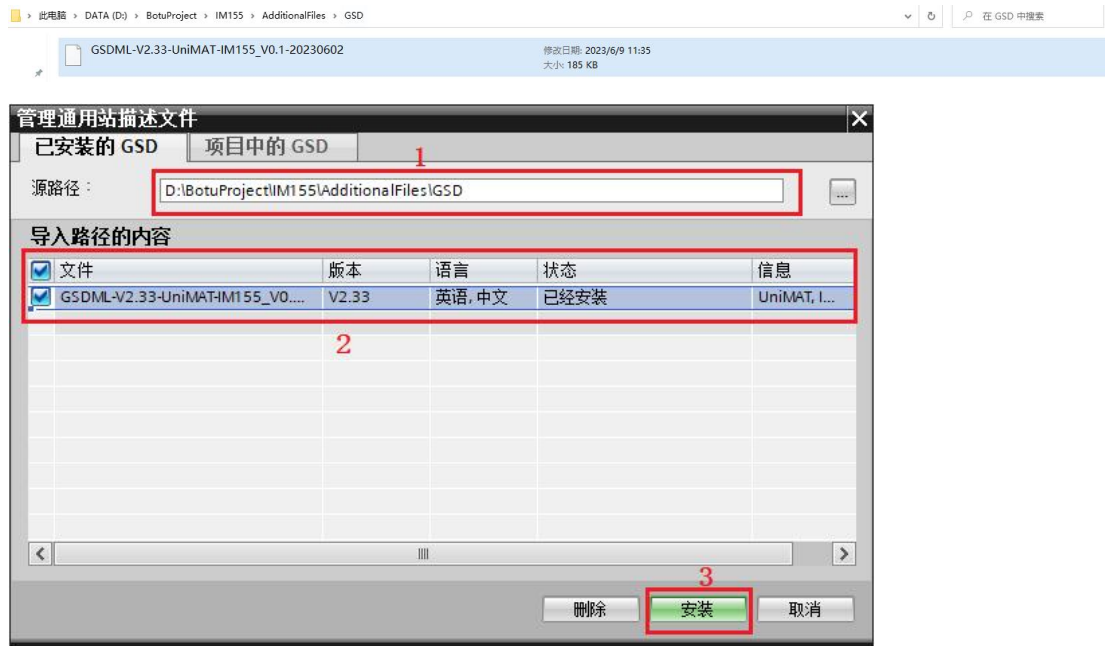 此电脑 › DATA (D:) › BotuProject › IM155 › AdditionalFiles › GSD
在 GSD 中搜索
GSDML-V2.33-UniMAT-IM155_V0.1-20230602
修改日期: 2023/6/9 11:35
大小: 185 KB
管理通用站描述文件
已安装的 GSD
项目中的 GSD
1
源路径：
D:\BotuProject\IM155\AdditionalFiles\GSD
...
导入路径的内容
文件 版本 语言 状态 信息
GSDML-V2.33-UniMAT-IM155_V0.... V2.33 英语, 中文 已经安装 UniMAT, I...
2
3
删除 安装 取消